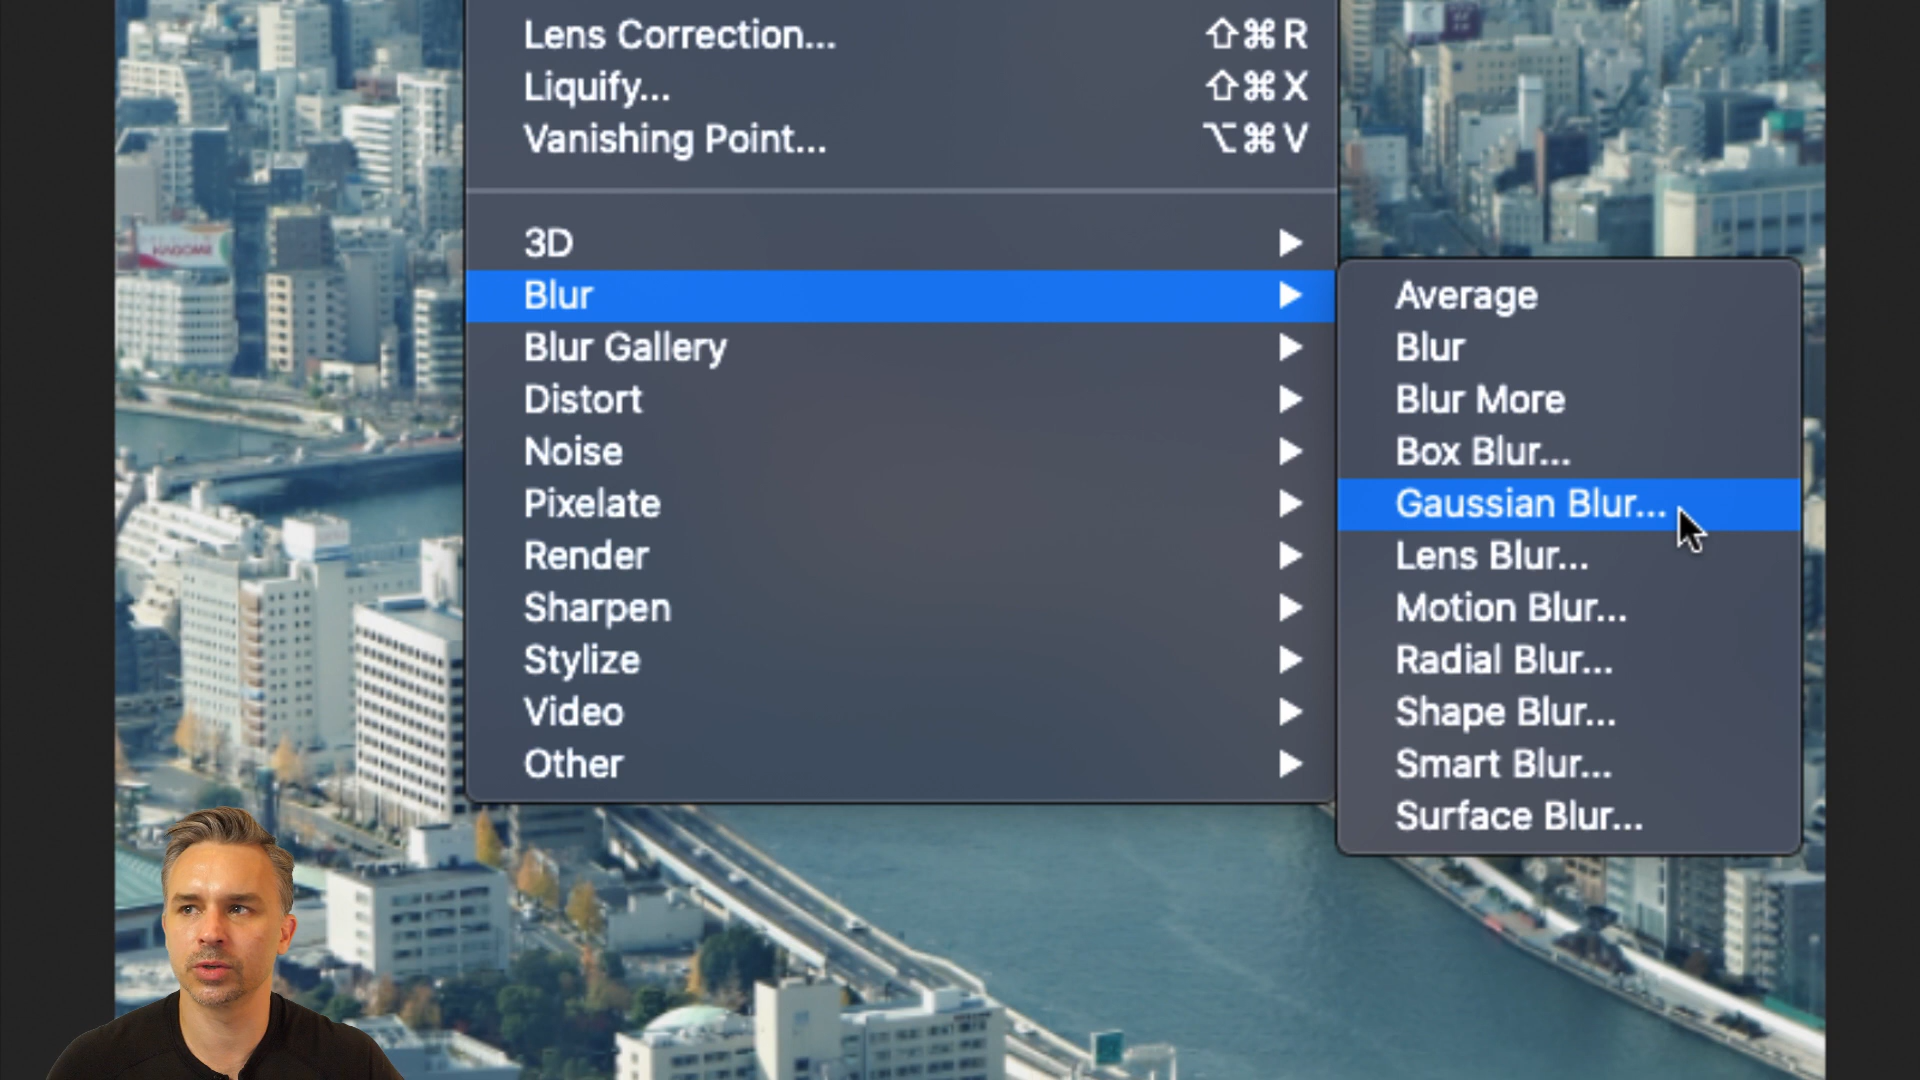 Lens Correction... ⇧⌘R
Liquify... ⇧⌘X
Vanishing Point... ⌥⌘V
3D
Blur
Blur Gallery
Distort
Noise
Pixelate
Render
Sharpen
Stylize
Video
Other
Average
Blur
Blur More
Box Blur...
Gaussian Blur...
Lens Blur...
Motion Blur...
Radial Blur...
Shape Blur...
Smart Blur...
Surface Blur...
KAGOME